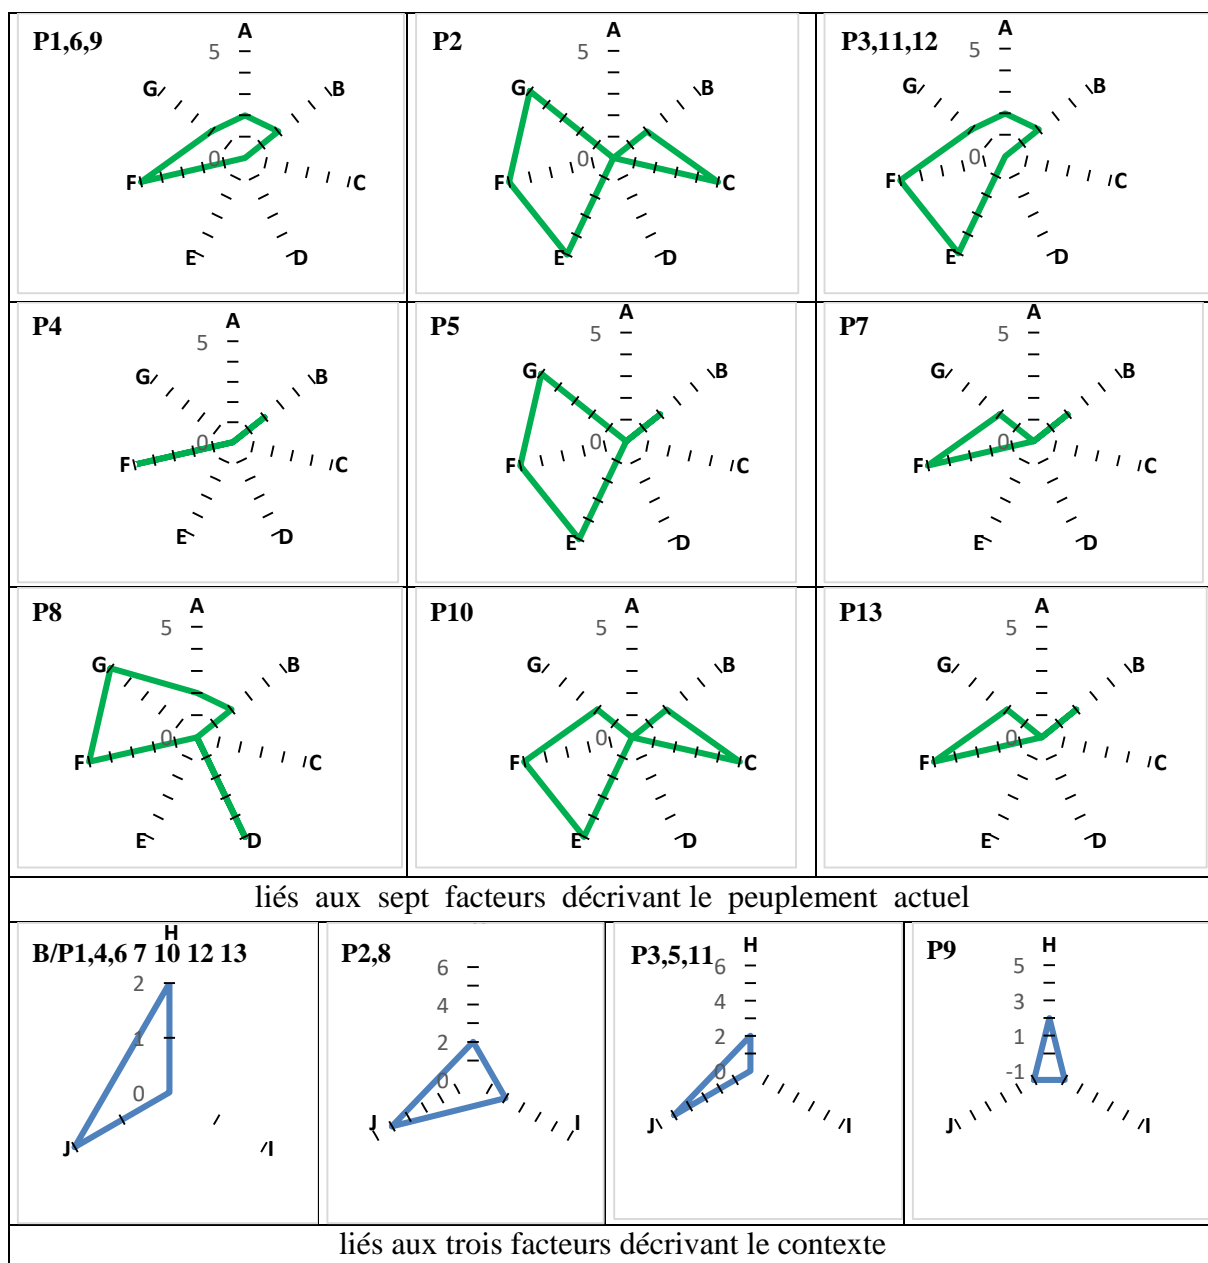 P1,6,9
A
5
G
B
0
F
C
E
D
P2
A
5
G
B
0
F
C
E
D
P3,11,12
A
5
G
B
0
F
C
E
D
P4
A
5
G
B
0
F
C
E
D
P5
A
5
G
B
0
F
C
E
D
P7
A
5
G
B
0
F
C
E
D
P8
A
5
G
B
0
F
C
E
D
P10
A
5
G
B
0
F
C
E
D
P13
A
5
G
B
0
F
C
E
D
liés aux sept facteurs décrivant le peuplement actuel
H
B/P1,4,6 7 10 12 13
2
1
0
J
I
P2,8
6
4
2
0
J
I
P3,5,11
H
6
4
2
0
J
I
P9
H
5
3
1
-1
J
I
liés aux trois facteurs décrivant le contexte